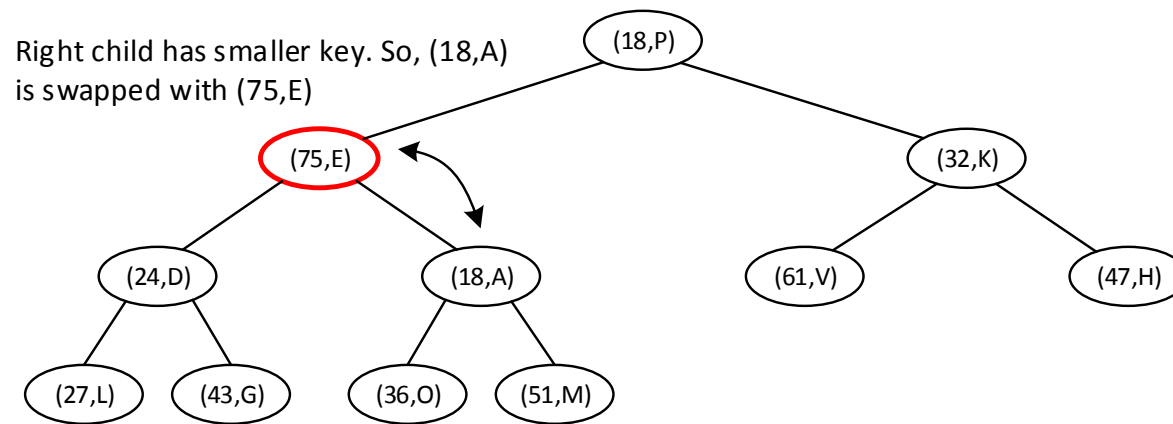 Right child has smaller key. So, (18,A)
is swapped with (75,E)
(18,P)
(75,E)
(32,K)
(24,D)
(18,A)
(61,V)
(47,H)
(27,L)
(43,G)
(36,O)
(51,M)